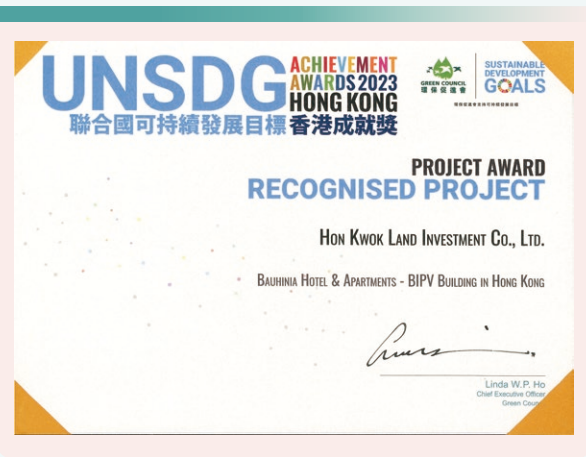 UNSDG
ACHIEVEMENT
AWARDS 2023
HONG KONG
聯合國可持續發展目標 香港成就獎
GREEN COUNCIL
環保促進會
SUSTAINABLE
DEVELOPMENT
GOALS
PROJECT AWARD
RECOGNISED PROJECT
HON KWOK LAND INVESTMENT CO., LTD.
BAUHINIA HOTEL & APARTMENTS - BIPV BUILDING IN HONG KONG
Linda W.P. Ho
Chief Executive Officer
Green Coun